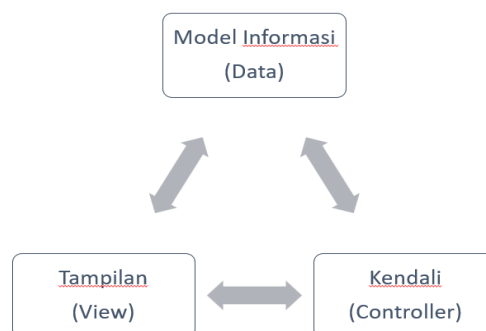 Model Informasi
(Data)
Tampilan
(View)
Kendali
(Controller)